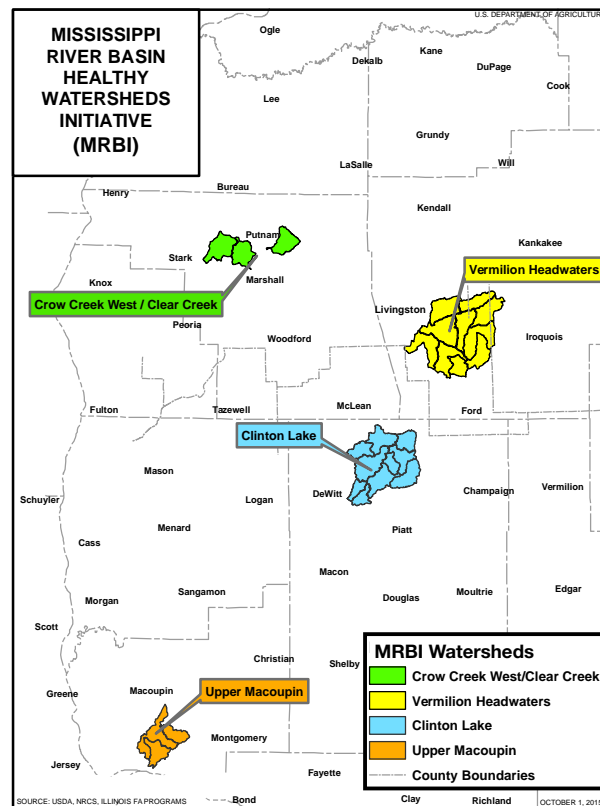 U.S. DEPARTMENT OF AGRICULTUR
MISSISSIPPI
RIVER BASIN
HEALTHY
WATERSHEDS
INITIATIVE
(MRBI)
Ogle
Kane
Dekalb
DuPage
Cook
Lee
Grundy
LaSalle
Will
Bureau
Henry
Kendall
Putnam
Stark
Kankakee
Marshall
Vermilion Headwaters
Knox
Crow Creek West / Clear Creek
Livingston
Peoria
Woodford
Iroquois
Fulton
Tazewell
McLean
Ford
Clinton Lake
Mason
Schuyler
Logan
DeWitt
Champaign
Vermilion
Menard
Cass
Piatt
Macon
Morgan
Sangamon
Douglas
Moultrie
Edgar
Scott
Christian
Shelby
Greene
Macoupin
Upper Macoupin
Montgomery
Jersey
Fayette
Bond
Clay
Richland
MRBI Watersheds
Crow Creek West/Clear Creek
Vermilion Headwaters
Clinton Lake
Upper Macoupin
County Boundaries
SOURCE: USDA, NRCS, ILLINOIS FA PROGRAMS
OCTOBER 1, 2015